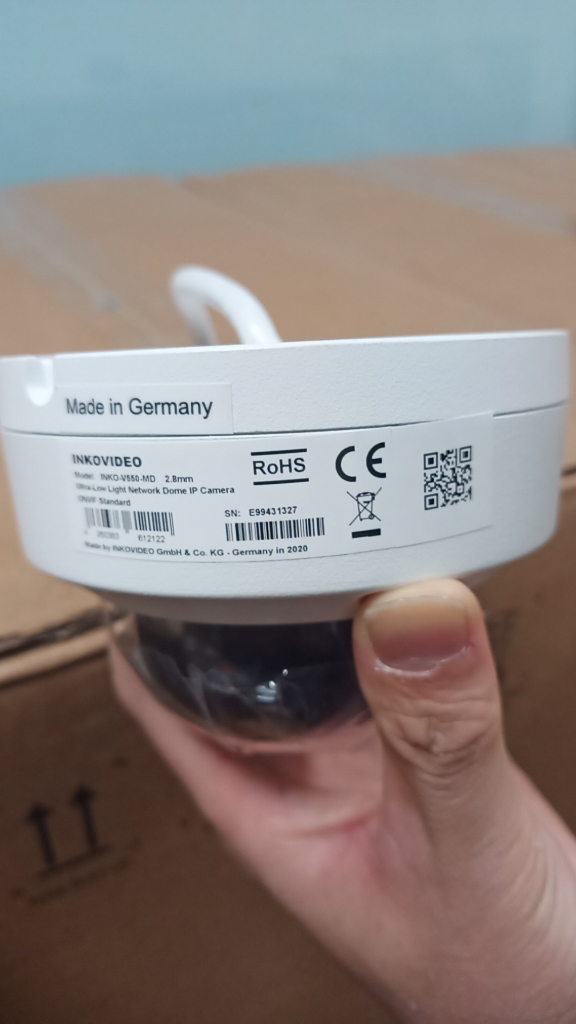 Made in Germany
INKOVIDEO
Model: INKO-V550-MD 2.8mm
Ultra-Low Light Network Dome IP Camera
ONVIF Standard
612122
Made by INKOVIDEO GmbH & Co. KG - Germany in 2020
RoHS
CE
SN: E99431327